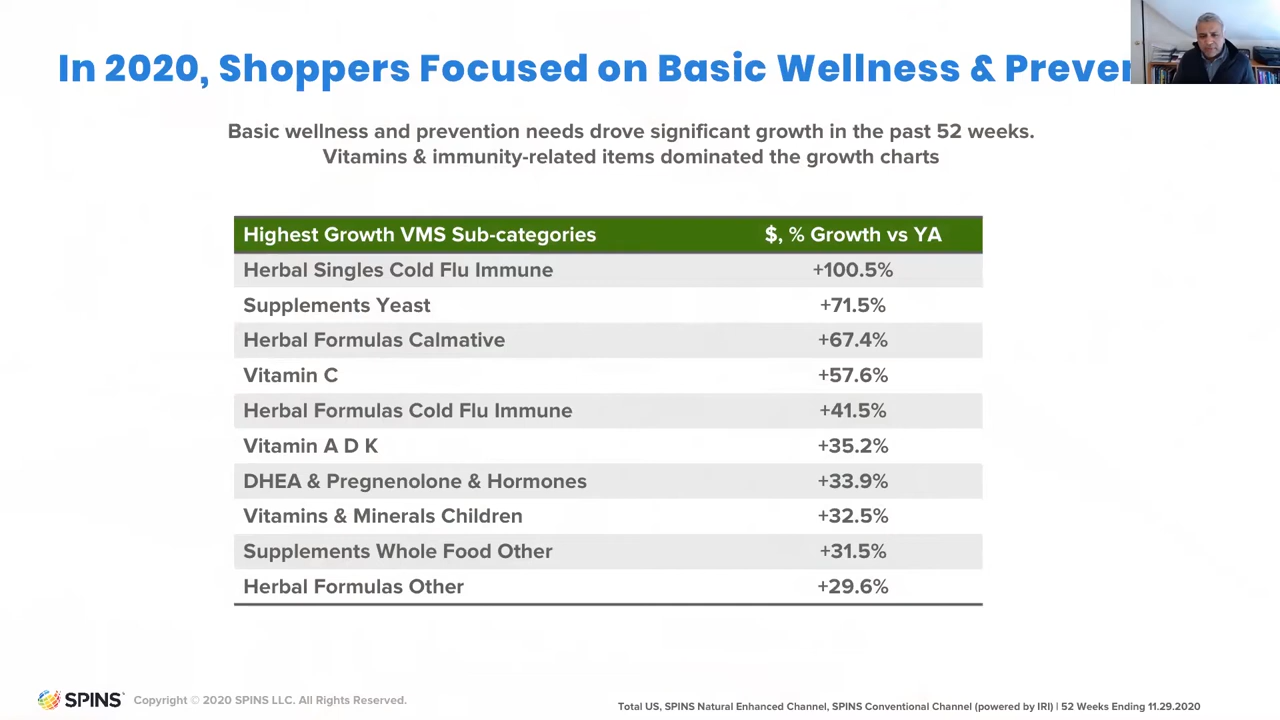 In 2020, Shoppers Focused on Basic Wellness &
Basic wellness and prevention needs drove significant growth in the past 52 weeks.
Vitamins & immunity-related items dominated the growth charts
Highest Growth VMS Sub-categories $, % Growth vs YA
Herbal Singles Cold Flu Immune +100.5%
Supplements Yeast +71.5%
Herbal Formulas Calmative +67.4%
Vitamin C +57.6%
Herbal Formulas Cold Flu Immune +41.5%
Vitamin A D K +35.2%
DHEA & Pregnenolone & Hormones +33.9%
Vitamins & Minerals Children +32.5%
Supplements Whole Food Other +31.5%
Herbal Formulas Other +29.6%
SPINS Copyright © 2020 SPINS LLC. All Rights Reserved.
Total US, SPINS Natural Enhanced Channel, SPINS Conventional Channel (powered by IRI) | 52 Weeks Ending 11.29.2020